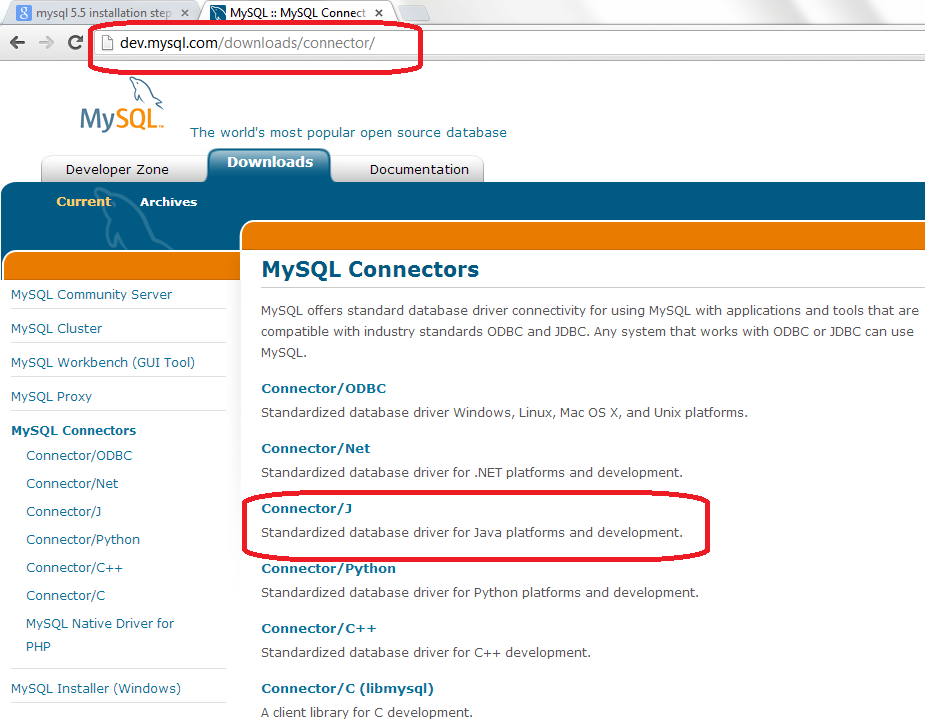 mysql 5.5 installation step
MySQL :: MySQL Connect
dev.mysql.com/downloads/connector/
MySQL™
The world's most popular open source database
Developer Zone
Downloads
Documentation
Current
Archives
MySQL Community Server
MySQL Cluster
MySQL Workbench (GUI Tool)
MySQL Proxy
MySQL Connectors
Connector/ODBC
Connector/Net
Connector/J
Connector/Python
Connector/C++
Connector/C
MySQL Native Driver for
PHP
MySQL Installer (Windows)
MySQL Connectors
MySQL offers standard database driver connectivity for using MySQL with applications and tools that are
compatible with industry standards ODBC and JDBC. Any system that works with ODBC or JDBC can use
MySQL.
Connector/ODBC
Standardized database driver Windows, Linux, Mac OS X, and Unix platforms.
Connector/Net
Standardized database driver for .NET platforms and development.
Connector/J
Standardized database driver for Java platforms and development.
Connector/Python
Standardized database driver for Python platforms and development.
Connector/C++
Standardized database driver for C++ development.
Connector/C (libmysql)
A client library for C development.